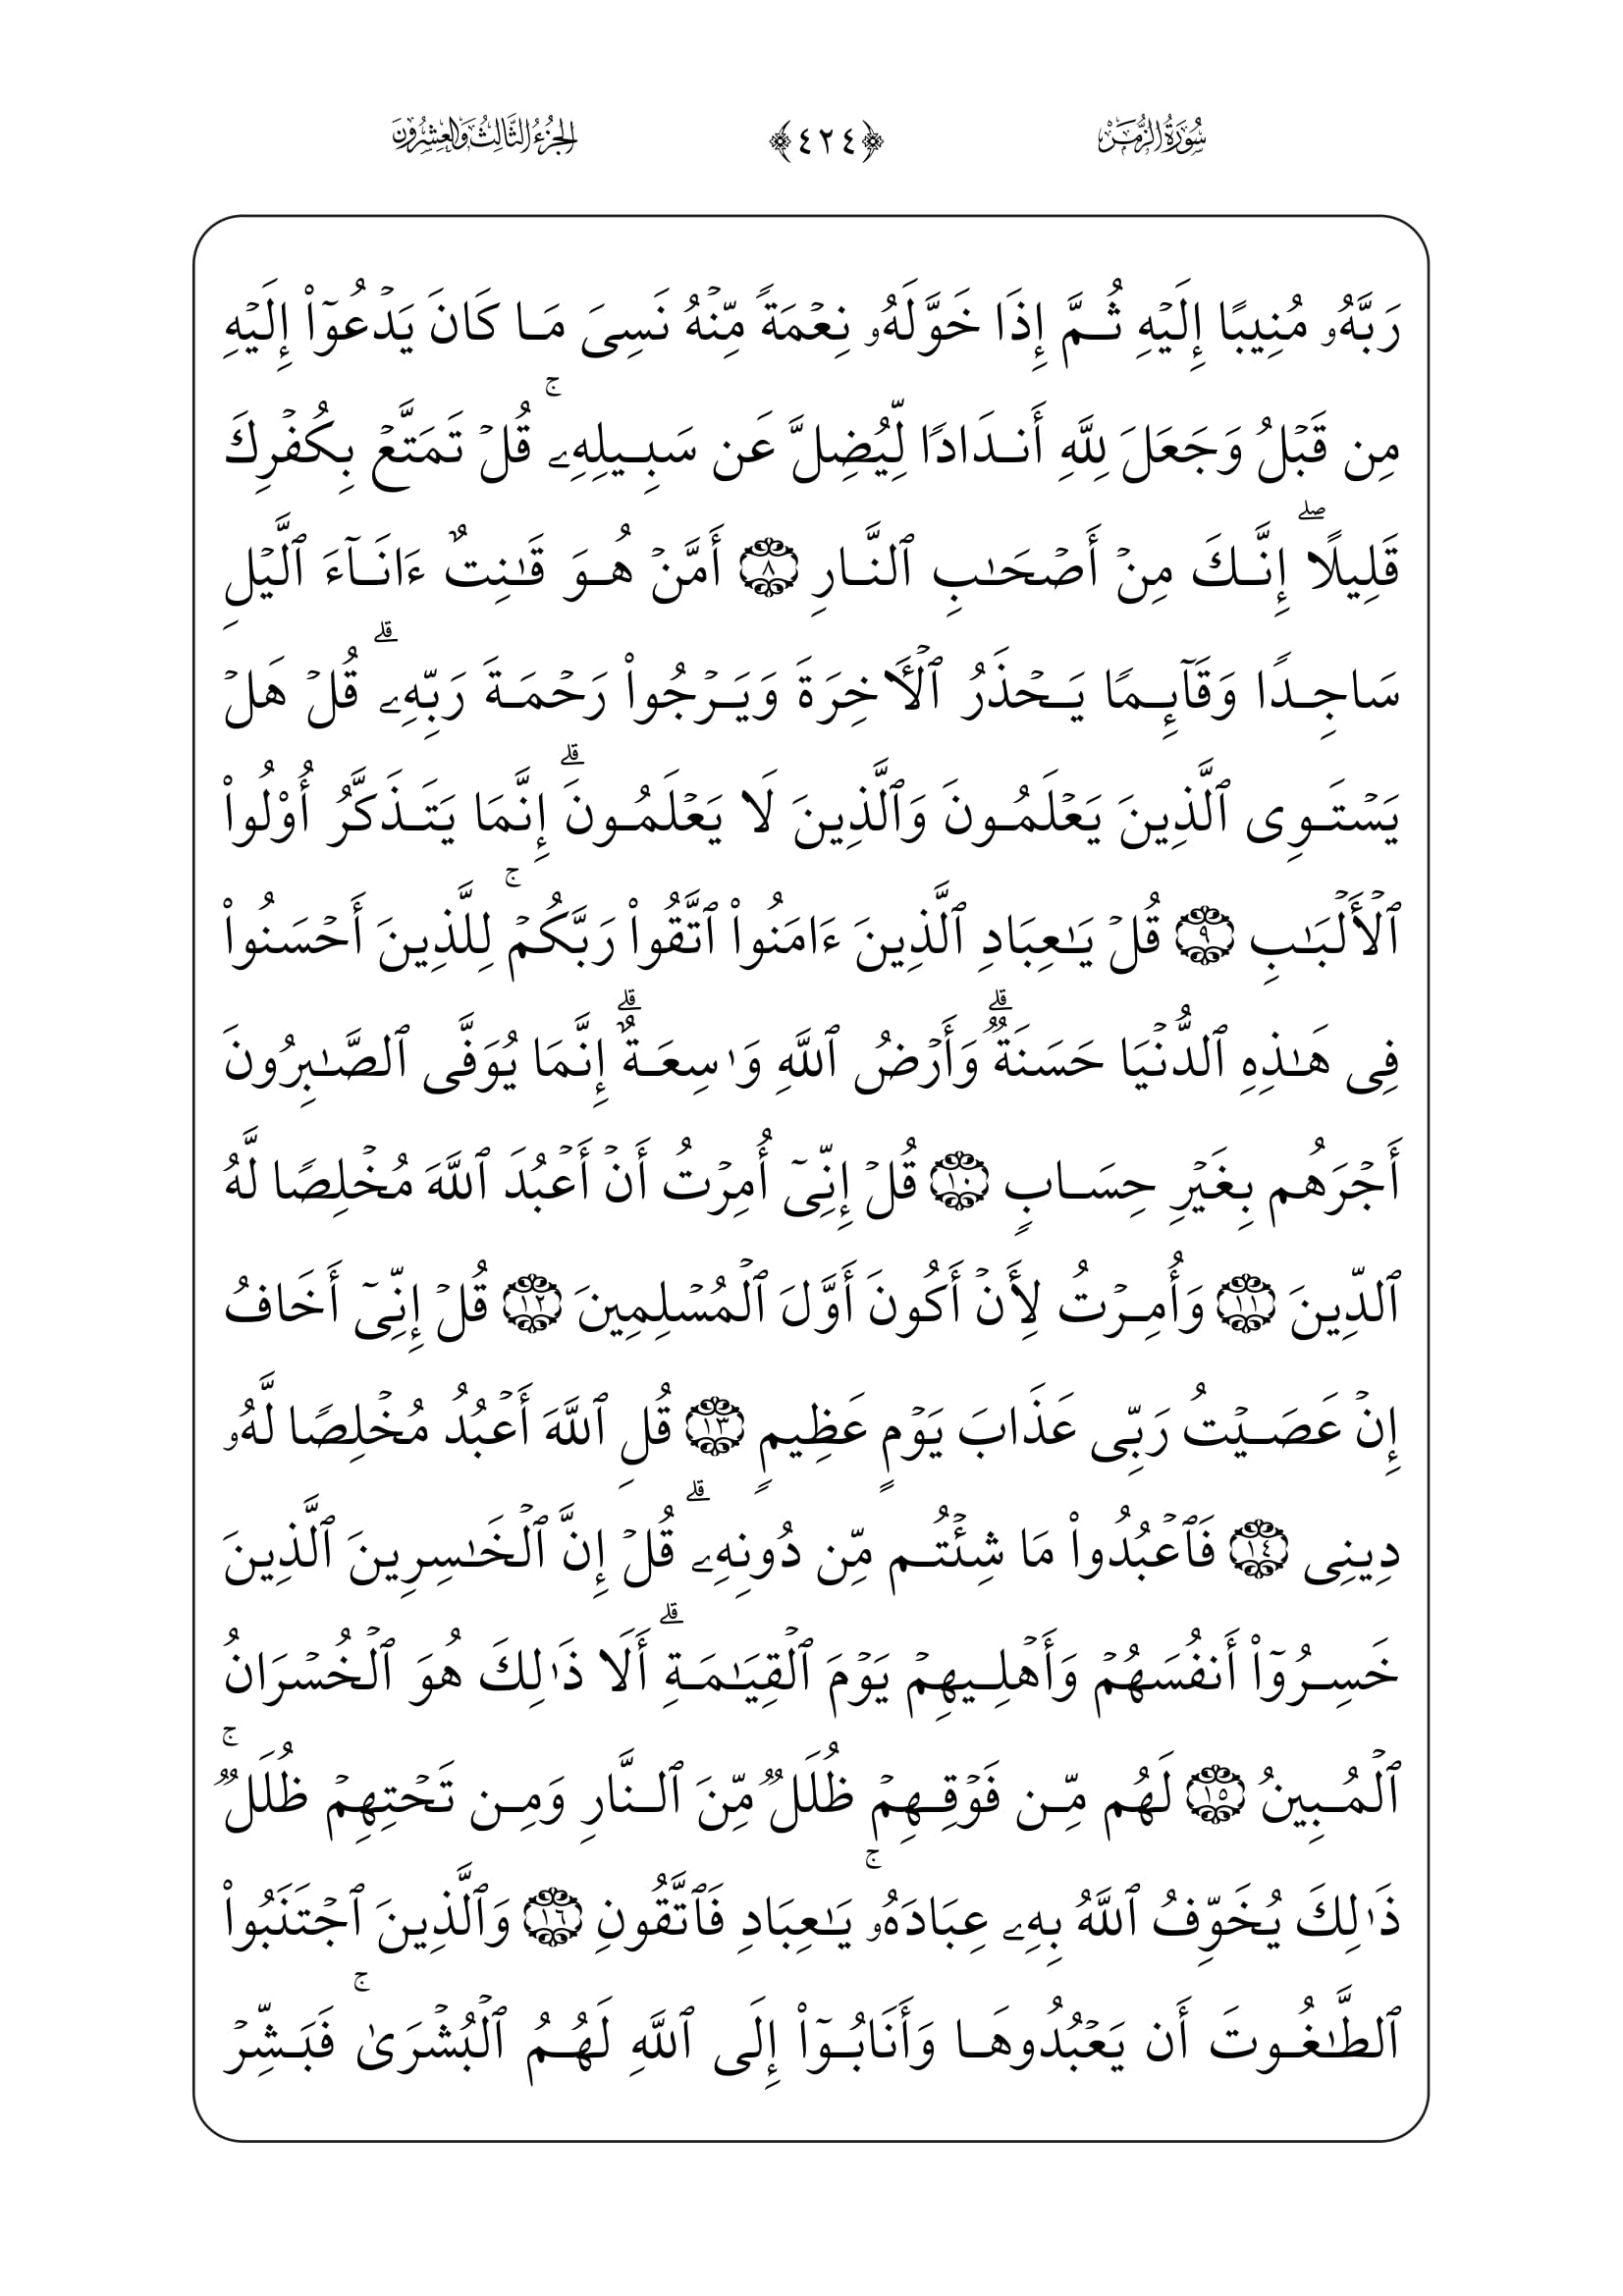 سُورَةُ الزُّمَرِ ﴿٤٢٤﴾ الجُزْءُ الثَّالِثُ وَالعِشْرُونَ
رَبَّهُۥ مُنِيبًا إِلَيْهِ ثُمَّ إِذَا خَوَّلَهُۥ نِعْمَةً مِّنْهُ نَسِىَ مَا كَانَ يَدْعُوٓا۟ إِلَيْهِ
مِن قَبْلُ وَجَعَلَ لِلَّهِ أَندَادًا لِّيُضِلَّ عَن سَبِيلِهِۦ ۚ قُلْ تَمَتَّعْ بِكُفْرِكَ
قَلِيلًا ۖ إِنَّكَ مِنْ أَصْحَـٰبِ ٱلنَّارِ ۝٨ أَمَّنْ هُوَ قَـٰنِتٌ ءَانَآءَ ٱلَّيْلِ
سَاجِدًا وَقَآئِمًا يَحْذَرُ ٱلْـَٔاخِرَةَ وَيَرْجُوا۟ رَحْمَةَ رَبِّهِۦ ۗ قُلْ هَلْ
يَسْتَوِى ٱلَّذِينَ يَعْلَمُونَ وَٱلَّذِينَ لَا يَعْلَمُونَ ۗ إِنَّمَا يَتَذَكَّرُ أُو۟لُوا۟
ٱلْأَلْبَـٰبِ ۝٩ قُلْ يَـٰعِبَادِ ٱلَّذِينَ ءَامَنُوا۟ ٱتَّقُوا۟ رَبَّكُمْ ۚ لِلَّذِينَ أَحْسَنُوا۟
فِى هَـٰذِهِ ٱلدُّنْيَا حَسَنَةٌ ۗ وَأَرْضُ ٱللَّهِ وَٰسِعَةٌ ۗ إِنَّمَا يُوَفَّى ٱلصَّـٰبِرُونَ
أَجْرَهُم بِغَيْرِ حِسَابٍ ۝١٠ قُلْ إِنِّىٓ أُمِرْتُ أَنْ أَعْبُدَ ٱللَّهَ مُخْلِصًا لَّهُ
ٱلدِّينَ ۝١١ وَأُمِرْتُ لِأَنْ أَكُونَ أَوَّلَ ٱلْمُسْلِمِينَ ۝١٢ قُلْ إِنِّىٓ أَخَافُ
إِنْ عَصَيْتُ رَبِّى عَذَابَ يَوْمٍ عَظِيمٍ ۝١٣ قُلِ ٱللَّهَ أَعْبُدُ مُخْلِصًا لَّهُۥ
دِينِى ۝١٤ فَٱعْبُدُوا۟ مَا شِئْتُم مِّن دُونِهِۦ ۗ قُلْ إِنَّ ٱلْخَـٰسِرِينَ ٱلَّذِينَ
خَسِرُوٓا۟ أَنفُسَهُمْ وَأَهْلِيهِمْ يَوْمَ ٱلْقِيَـٰمَةِ ۗ أَلَا ذَٰلِكَ هُوَ ٱلْخُسْرَانُ
ٱلْمُبِينُ ۝١٥ لَهُم مِّن فَوْقِهِمْ ظُلَلٌ مِّنَ ٱلنَّارِ وَمِن تَحْتِهِمْ ظُلَلٌ ۚ
ذَٰلِكَ يُخَوِّفُ ٱللَّهُ بِهِۦ عِبَادَهُۥ ۚ يَـٰعِبَادِ فَٱتَّقُونِ ۝١٦ وَٱلَّذِينَ ٱجْتَنَبُوا۟
ٱلطَّـٰغُوتَ أَن يَعْبُدُوهَا وَأَنَابُوٓا۟ إِلَى ٱللَّهِ لَهُمُ ٱلْبُشْرَىٰ ۚ فَبَشِّرْ